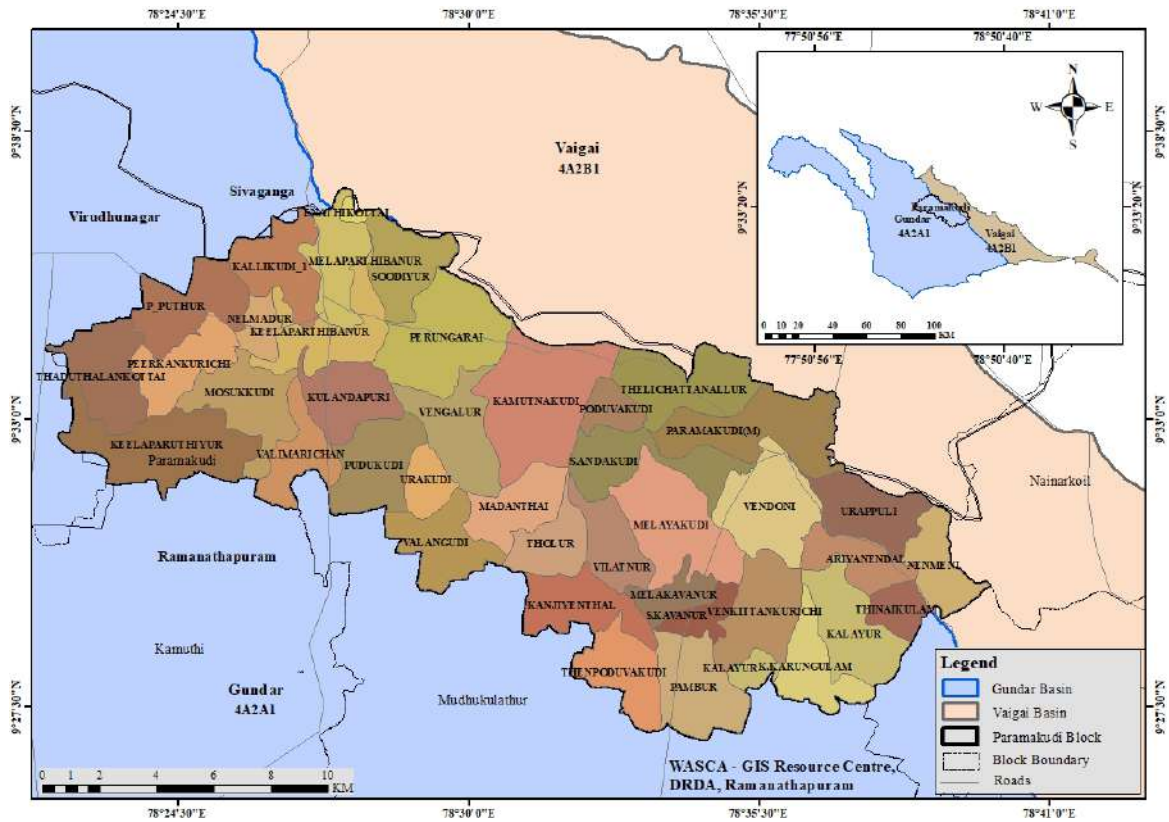 78°24'30"E
78°30'0"E
78°35'30"E
78°41'0"E
77°50'56"E
78°50'40"E
N
W
E
S
9°38'30"N
9°38'30"N
Vaigai
4A2B1
Sivaganga
Virudhunagar
9°33'20"N
9°33'20"N
Paramakudi
Gundar
4A2A1
Vaigai
4A2B1
0 10 20 40 60 80 100
KM
77°50'56"E
78°50'40"E
MELAPARTHIBANUR
KALLIKUDI_1
SOODIYUR
P_PUTHUR
NELMADUR
KEELAPARTHIBANUR
PERUNGARAI
PEERKANKURICHI
THADUTHALANKOTTAI
MOSUKKUDI
KULANDAPURI
VENGALUR
KAMUTNAKUDI
THELICHATTANALLUR
PODUVAKUDI
9°33'0"N
9°33'0"N
PARAMAKUDI(M)
KEELAPARUTHIYUR
Paramakudi
VALIMARICHAN
PUDUKUDI
URAKUDI
SANDAKUDI
Nainarkoil
MADANTHAI
MELAYAKUDI
VENDONI
URAPPULI
Ramanathapuram
VALANGUDI
THOLUR
VILATNUR
ARIYANENDAL
NENMENI
MELAKAVANUR
KANJIYENTHAL
S.KAVANUR
VENKITTANKURICHI
THINAIKULAM
KALAYUR
Kamuthi
THENPODUVAKUDI
KALAYUR
K.KARUNGULAM
PAMBUR
Gundar
4A2A1
Mudhukulathur
9°27'30"N
9°27'30"N
Legend
Gundar Basin
Vaigai Basin
Paramakudi Block
Block Boundary
Roads
0 1 2 4 6 8 10
KM
WASCA - GIS Resource Centre,
DRDA, Ramanathapuram
78°24'30"E
78°30'0"E
78°35'30"E
78°41'0"E